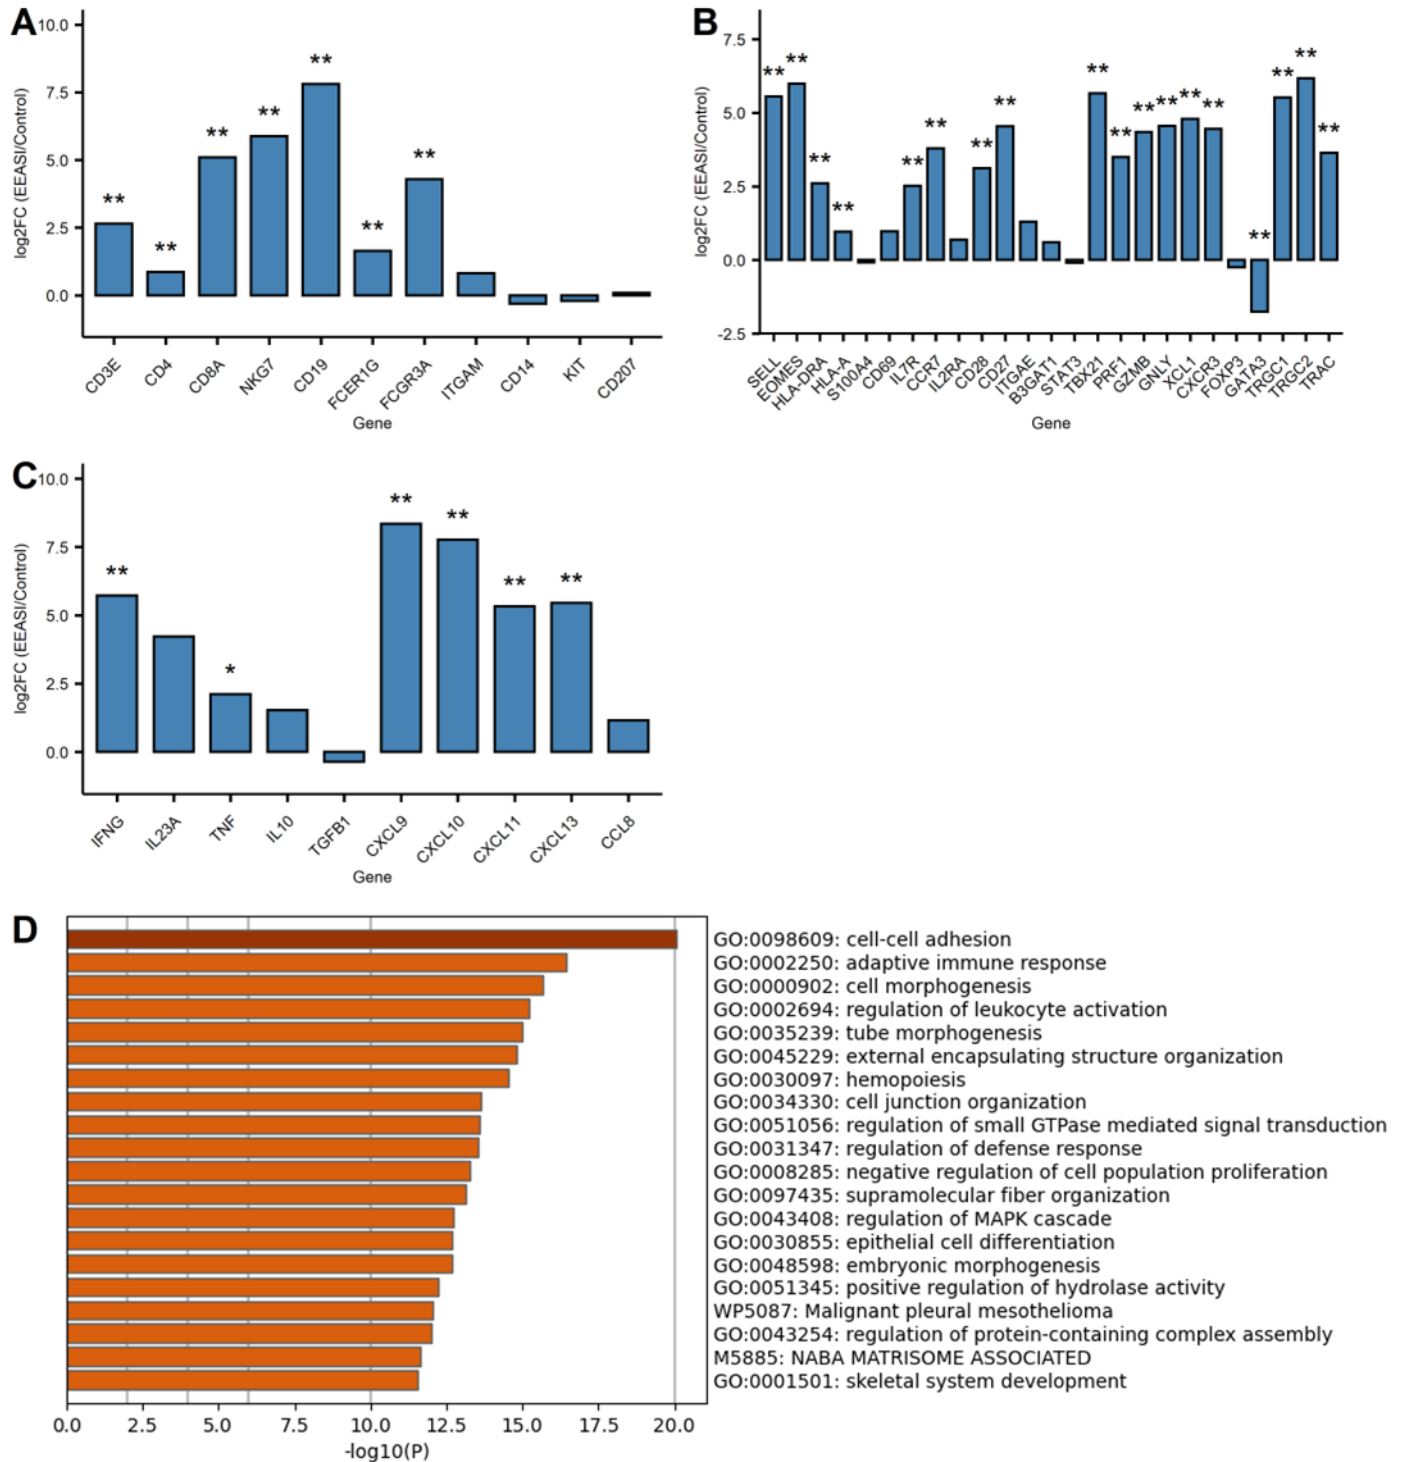 A
log2FC (EEASI/Control)
10.0
7.5
5.0
2.5
0.0
** ** ** ** ** ** **
CD3E CD4 CD8A NKG7 CD19 FCER1G FCGR3A ITGAM CD14 KIT CD207
Gene
B
log2FC (EEASI/Control)
7.5
5.0
2.5
0.0
-2.5
** ** ** ** ** ** ** ** ** ** ** ** ** ** ** ** ** **
SELL EOMES HLA-DRA HLA-A S100A4 CD69 IL7R CCR7 IL2RA CD28 CD27 ITGAE B3GAT1 STAT3 TBX21 PRF1 GZMB GNLY XCL1 CXCR3 FOXP3 GATA3 TRGC1 TRGC2 TRAC
Gene
C
log2FC (EEASI/Control)
10.0
7.5
5.0
2.5
0.0
** * ** ** ** **
IFNG IL23A TNF IL10 TGFB1 CXCL9 CXCL10 CXCL11 CXCL13 CCL8
Gene
D
GO:0098609: cell-cell adhesion
GO:0002250: adaptive immune response
GO:0000902: cell morphogenesis
GO:0002694: regulation of leukocyte activation
GO:0035239: tube morphogenesis
GO:0045229: external encapsulating structure organization
GO:0030097: hemopoiesis
GO:0034330: cell junction organization
GO:0051056: regulation of small GTPase mediated signal transduction
GO:0031347: regulation of defense response
GO:0008285: negative regulation of cell population proliferation
GO:0097435: supramolecular fiber organization
GO:0043408: regulation of MAPK cascade
GO:0030855: epithelial cell differentiation
GO:0048598: embryonic morphogenesis
GO:0051345: positive regulation of hydrolase activity
WP5087: Malignant pleural mesothelioma
GO:0043254: regulation of protein-containing complex assembly
M5885: NABA MATRISOME ASSOCIATED
GO:0001501: skeletal system development
0.0 2.5 5.0 7.5 10.0 12.5 15.0 17.5 20.0
-log10(P)